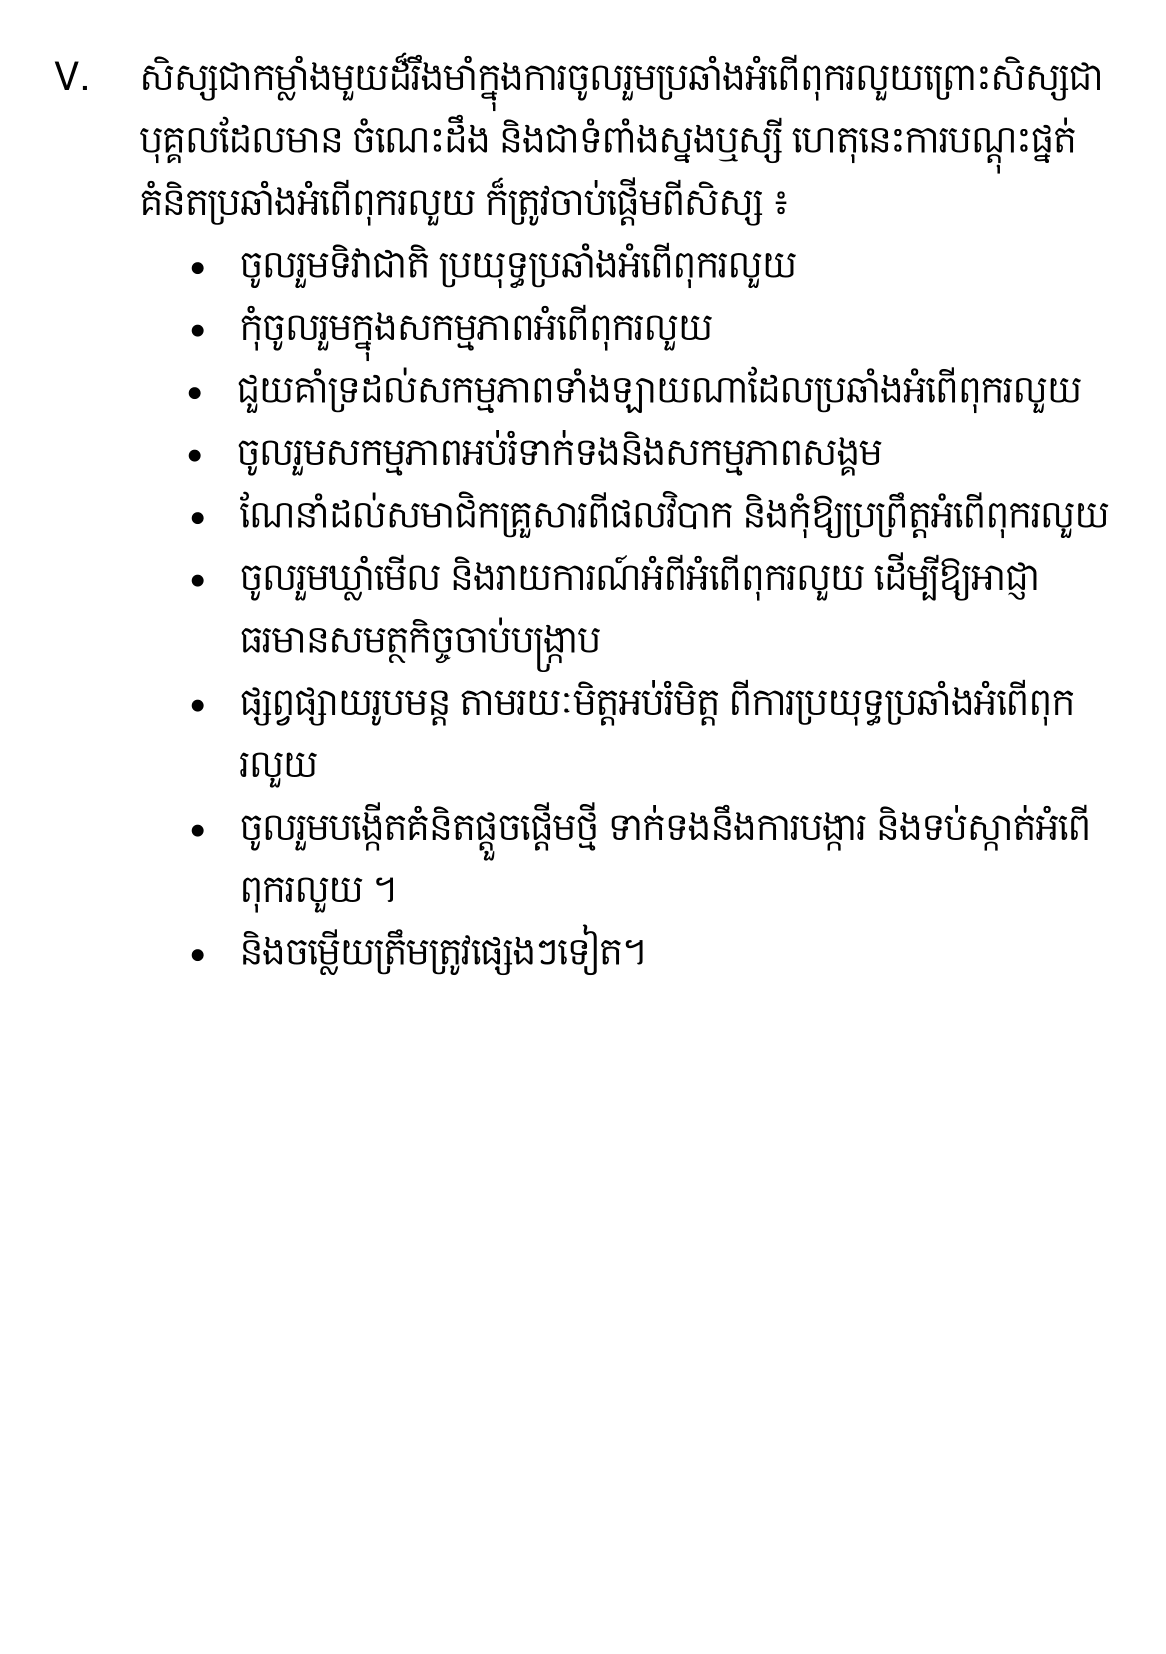 V. សិស្សជាកម្លាំងមួយដ៏រឹងមាំក្នុងការចូលរួមប្រឆាំងអំពើពុករលួយព្រោះសិស្សជា
បុគ្គលដែលមាន ចំណេះដឹង និងជាទំពាំងស្នងឬស្សី ហេតុនេះការបណ្តុះផ្នត់
គំនិតប្រឆាំងអំពើពុករលួយ ក៏ត្រូវចាប់ផ្តើមពីសិស្ស ៖
• ចូលរួមទិវាជាតិ ប្រយុទ្ធប្រឆាំងអំពើពុករលួយ
• កុំចូលរួមក្នុងសកម្មភាពអំពើពុករលួយ
• ជួយគាំទ្រដល់សកម្មភាពទាំងឡាយណាដែលប្រឆាំងអំពើពុករលួយ
• ចូលរួមសកម្មភាពអប់រំទាក់ទងនិងសកម្មភាពសង្គម
• ណែនាំដល់សមាជិកគ្រួសារពីផលវិបាក និងកុំឱ្យប្រព្រឹត្តអំពើពុករលួយ
• ចូលរួមឃ្លាំមើល និងរាយការណ៍អំពីអំពើពុករលួយ ដើម្បីឱ្យអាជ្ញា
ធរមានសមត្ថកិច្ចចាប់បង្ក្រាប
• ផ្សព្វផ្សាយរូបមន្ត តាមរយ:មិត្តអប់រំមិត្ត ពីការប្រយុទ្ធប្រឆាំងអំពើពុក
រលួយ
• ចូលរួមបង្កើតគំនិតផ្តួចផ្តើមថ្មី ទាក់ទងនឹងការបង្ការ និងទប់ស្កាត់អំពើ
ពុករលួយ ។
• និងចម្លើយត្រឹមត្រូវផ្សេងៗទៀត។